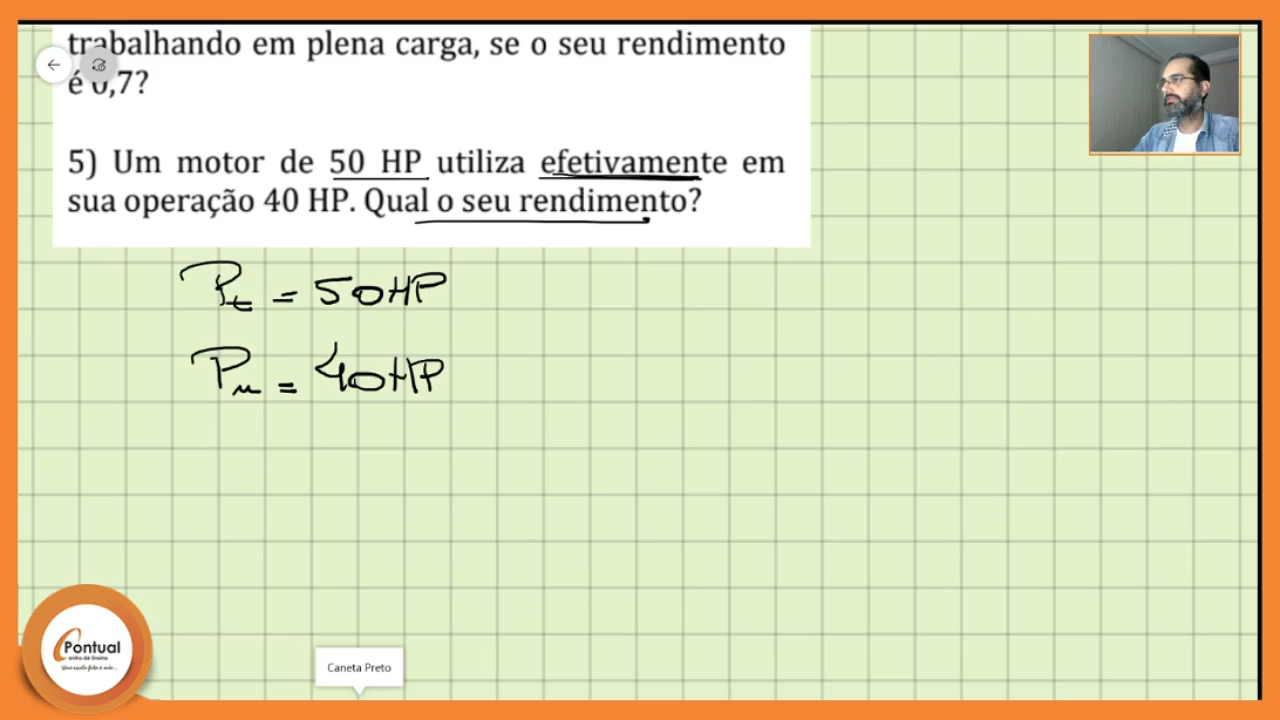 trabalhando em plena carga, se o seu rendimento
é 0,7?
5) Um motor de 50 HP utiliza efetivamente em
sua operação 40 HP. Qual o seu rendimento?
Pt = 50HP
Pu = 40HP
Pontual
Caneta Preto